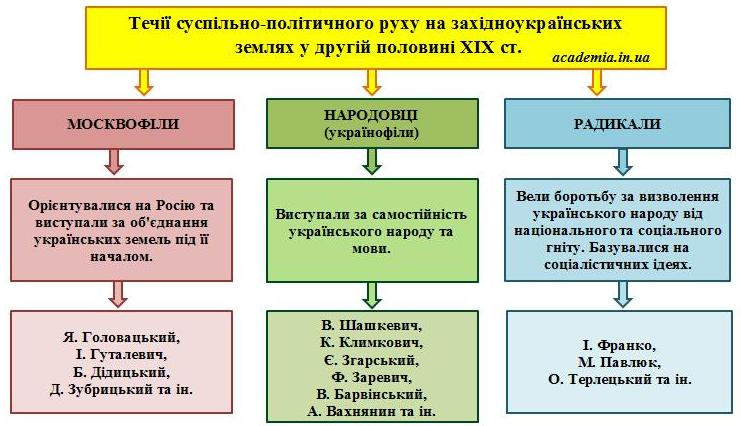 Течії суспільно-політичного руху на західноукраїнських
землях у другій половині XIX ст.
academia.in.ua
МОСКВОФІЛИ
Орієнтувалися на Росію та
виступали за об'єднання
українських земель під її
началом.
Я. Головацький,
І. Гуталевич,
Б. Дідицький,
Д. Зубрицький та ін.
НАРОДОВЦІ
(українофіли)
Виступали за самостійність
українського народу та
мови.
В. Шашкевич,
К. Климкович,
Є. Згарський,
Ф. Заревич,
В. Барвінський,
А. Вахнянин та ін.
РАДИКАЛИ
Вели боротьбу за визволення
українського народу від
національного та соціального
гніту. Базувалися на
соціалістичних ідеях.
І. Франко,
М. Павлюк,
О. Терлецький та ін.